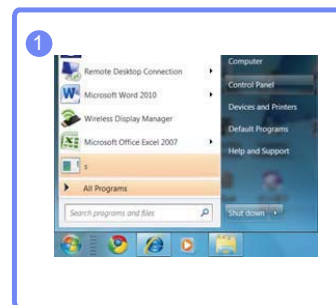 1
Remote Desktop Connection
Microsoft Word 2010
Wireless Display Manager
Microsoft Office Excel 2007
s
All Programs
Search programs and files
Computer
Control Panel
Devices and Printers
Default Programs
Help and Support
Shut down